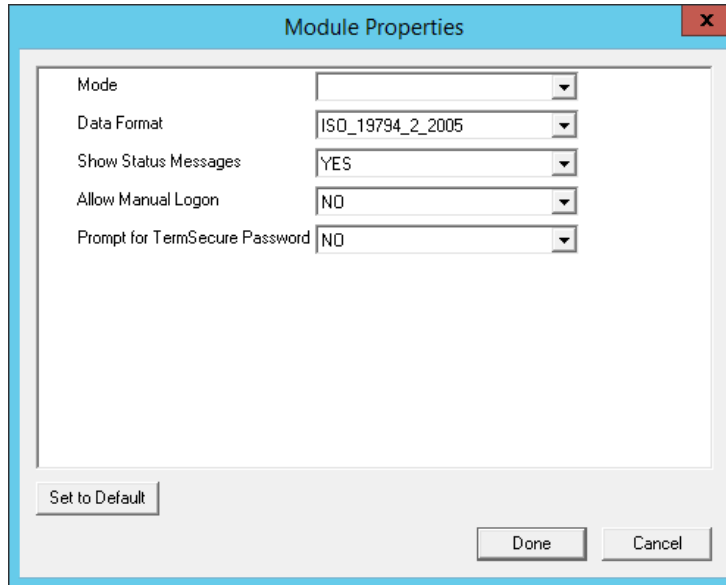 Module Properties
x
Mode
Data Format ISO_19794_2_2005
Show Status Messages YES
Allow Manual Logon NO
Prompt for TermSecure Password NO
Set to Default
Done Cancel